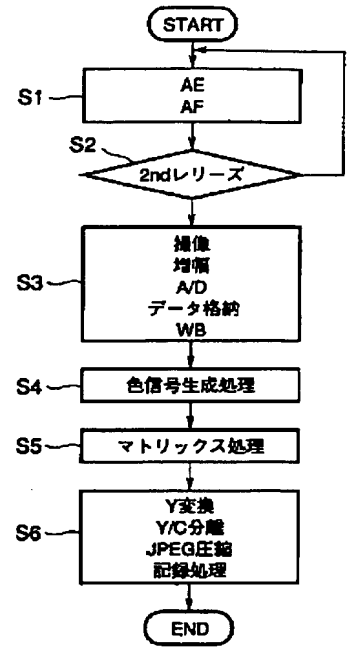 START
S1
AE
AF
S2
2ndレリーズ
S3
撮像
増幅
A/D
データ格納
WB
S4
色信号生成処理
S5
マトリックス処理
S6
Y変換
Y/C分離
JPEG圧縮
記録処理
END